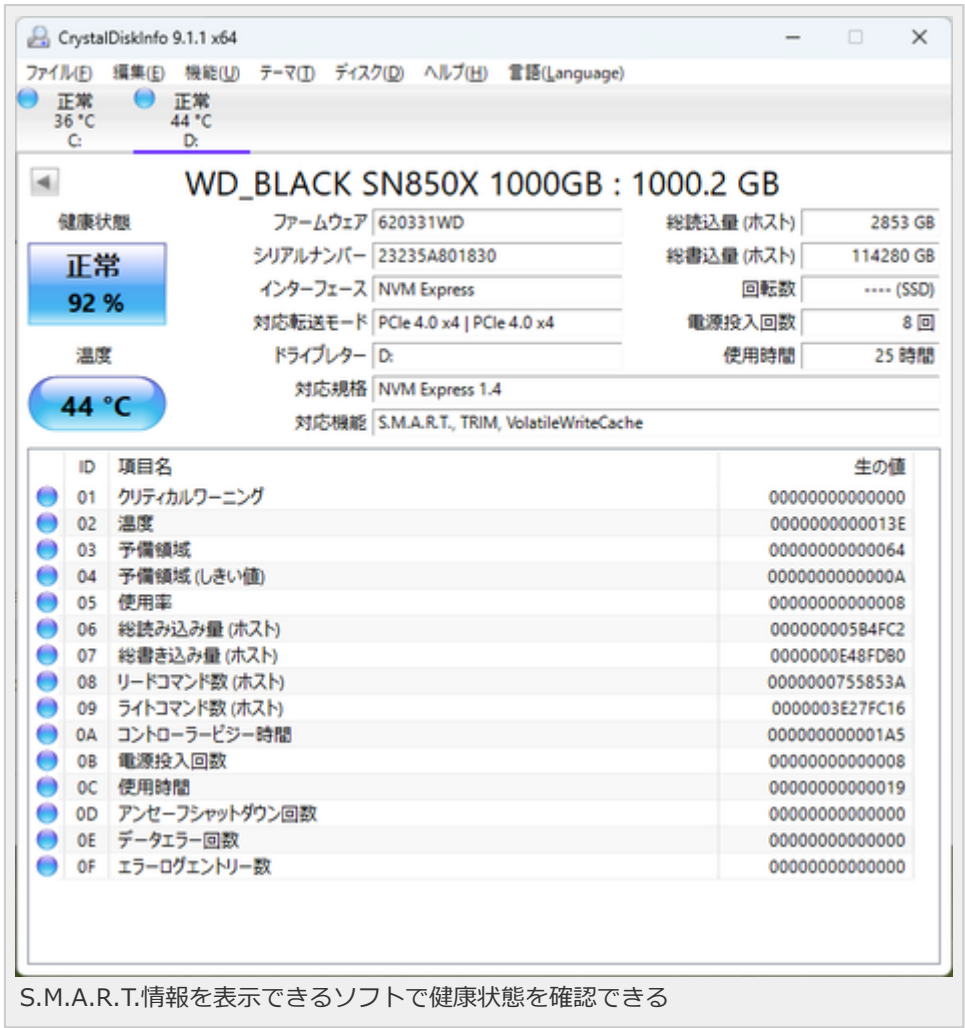 CrystalDiskInfo 9.1.1 x64
ファイル(F) 編集(E) 機能(U) テーマ(T) ディスク(D) ヘルプ(H) 言語(Language)
正常 正常
36 °C 44 °C
C: D:
WD_BLACK SN850X 1000GB : 1000.2 GB
健康状態 ファームウェア 620331WD 総読込量 (ホスト) 2853 GB
正常 シリアルナンバー 23235A801830 総書込量 (ホスト) 114280 GB
92 % インターフェース NVM Express 回転数 ---- (SSD)
対応転送モード PCIe 4.0 x4 | PCIe 4.0 x4 電源投入回数 8 回
温度 ドライブレター D: 使用時間 25 時間
44 °C 対応規格 NVM Express 1.4
対応機能 S.M.A.R.T., TRIM, VolatileWriteCache
ID 項目名 生の値
01 クリティカルワーニング 00000000000000
02 温度 0000000000013E
03 予備領域 00000000000064
04 予備領域 (しきい値) 0000000000000A
05 使用率 00000000000008
06 総読み込み量 (ホスト) 000000005B4FC2
07 総書き込み量 (ホスト) 0000000E48FDB0
08 リードコマンド数 (ホスト) 0000000755853A
09 ライトコマンド数 (ホスト) 0000003E27FC16
0A コントローラービジー時間 000000000001A5
0B 電源投入回数 00000000000008
0C 使用時間 00000000000019
0D アンセーフシャットダウン回数 00000000000000
0E データエラー回数 00000000000000
0F エラーログエントリー数 00000000000000
S.M.A.R.T.情報を表示できるソフトで健康状態を確認できる